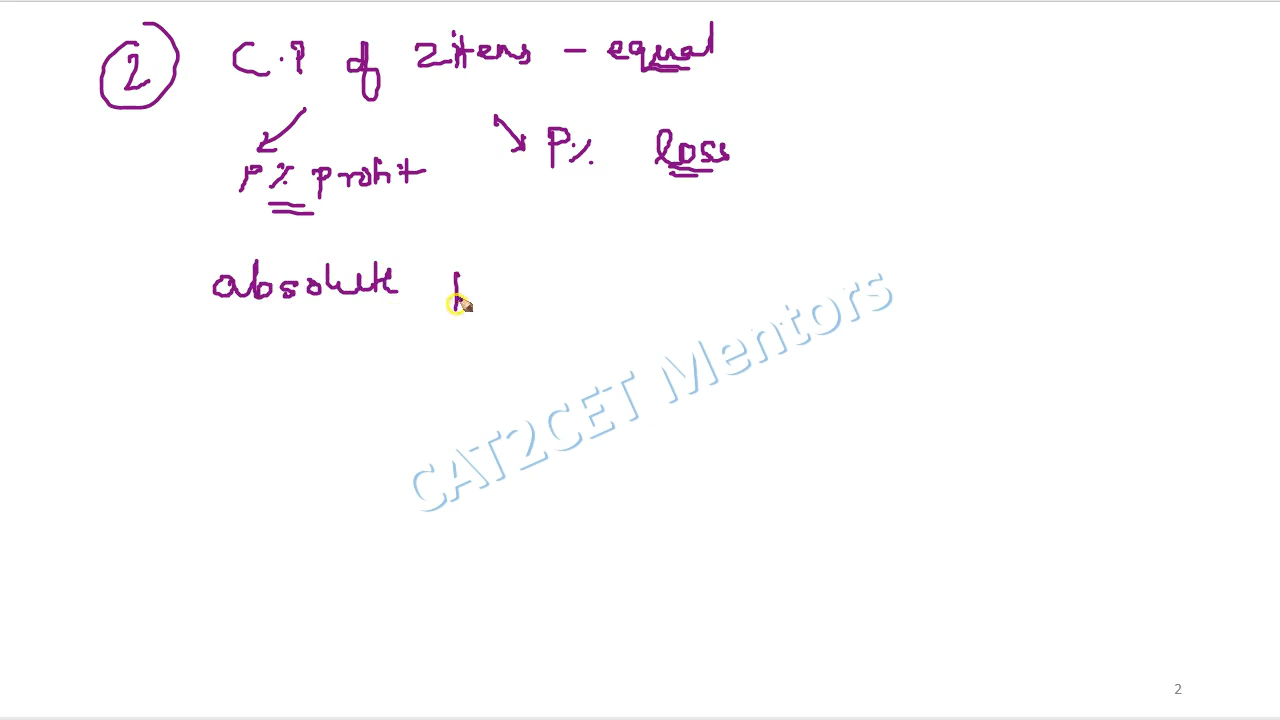 2 C.P of 2 items - equal
P% profit P% loss
absolute p
CAT2CET Mentors
2